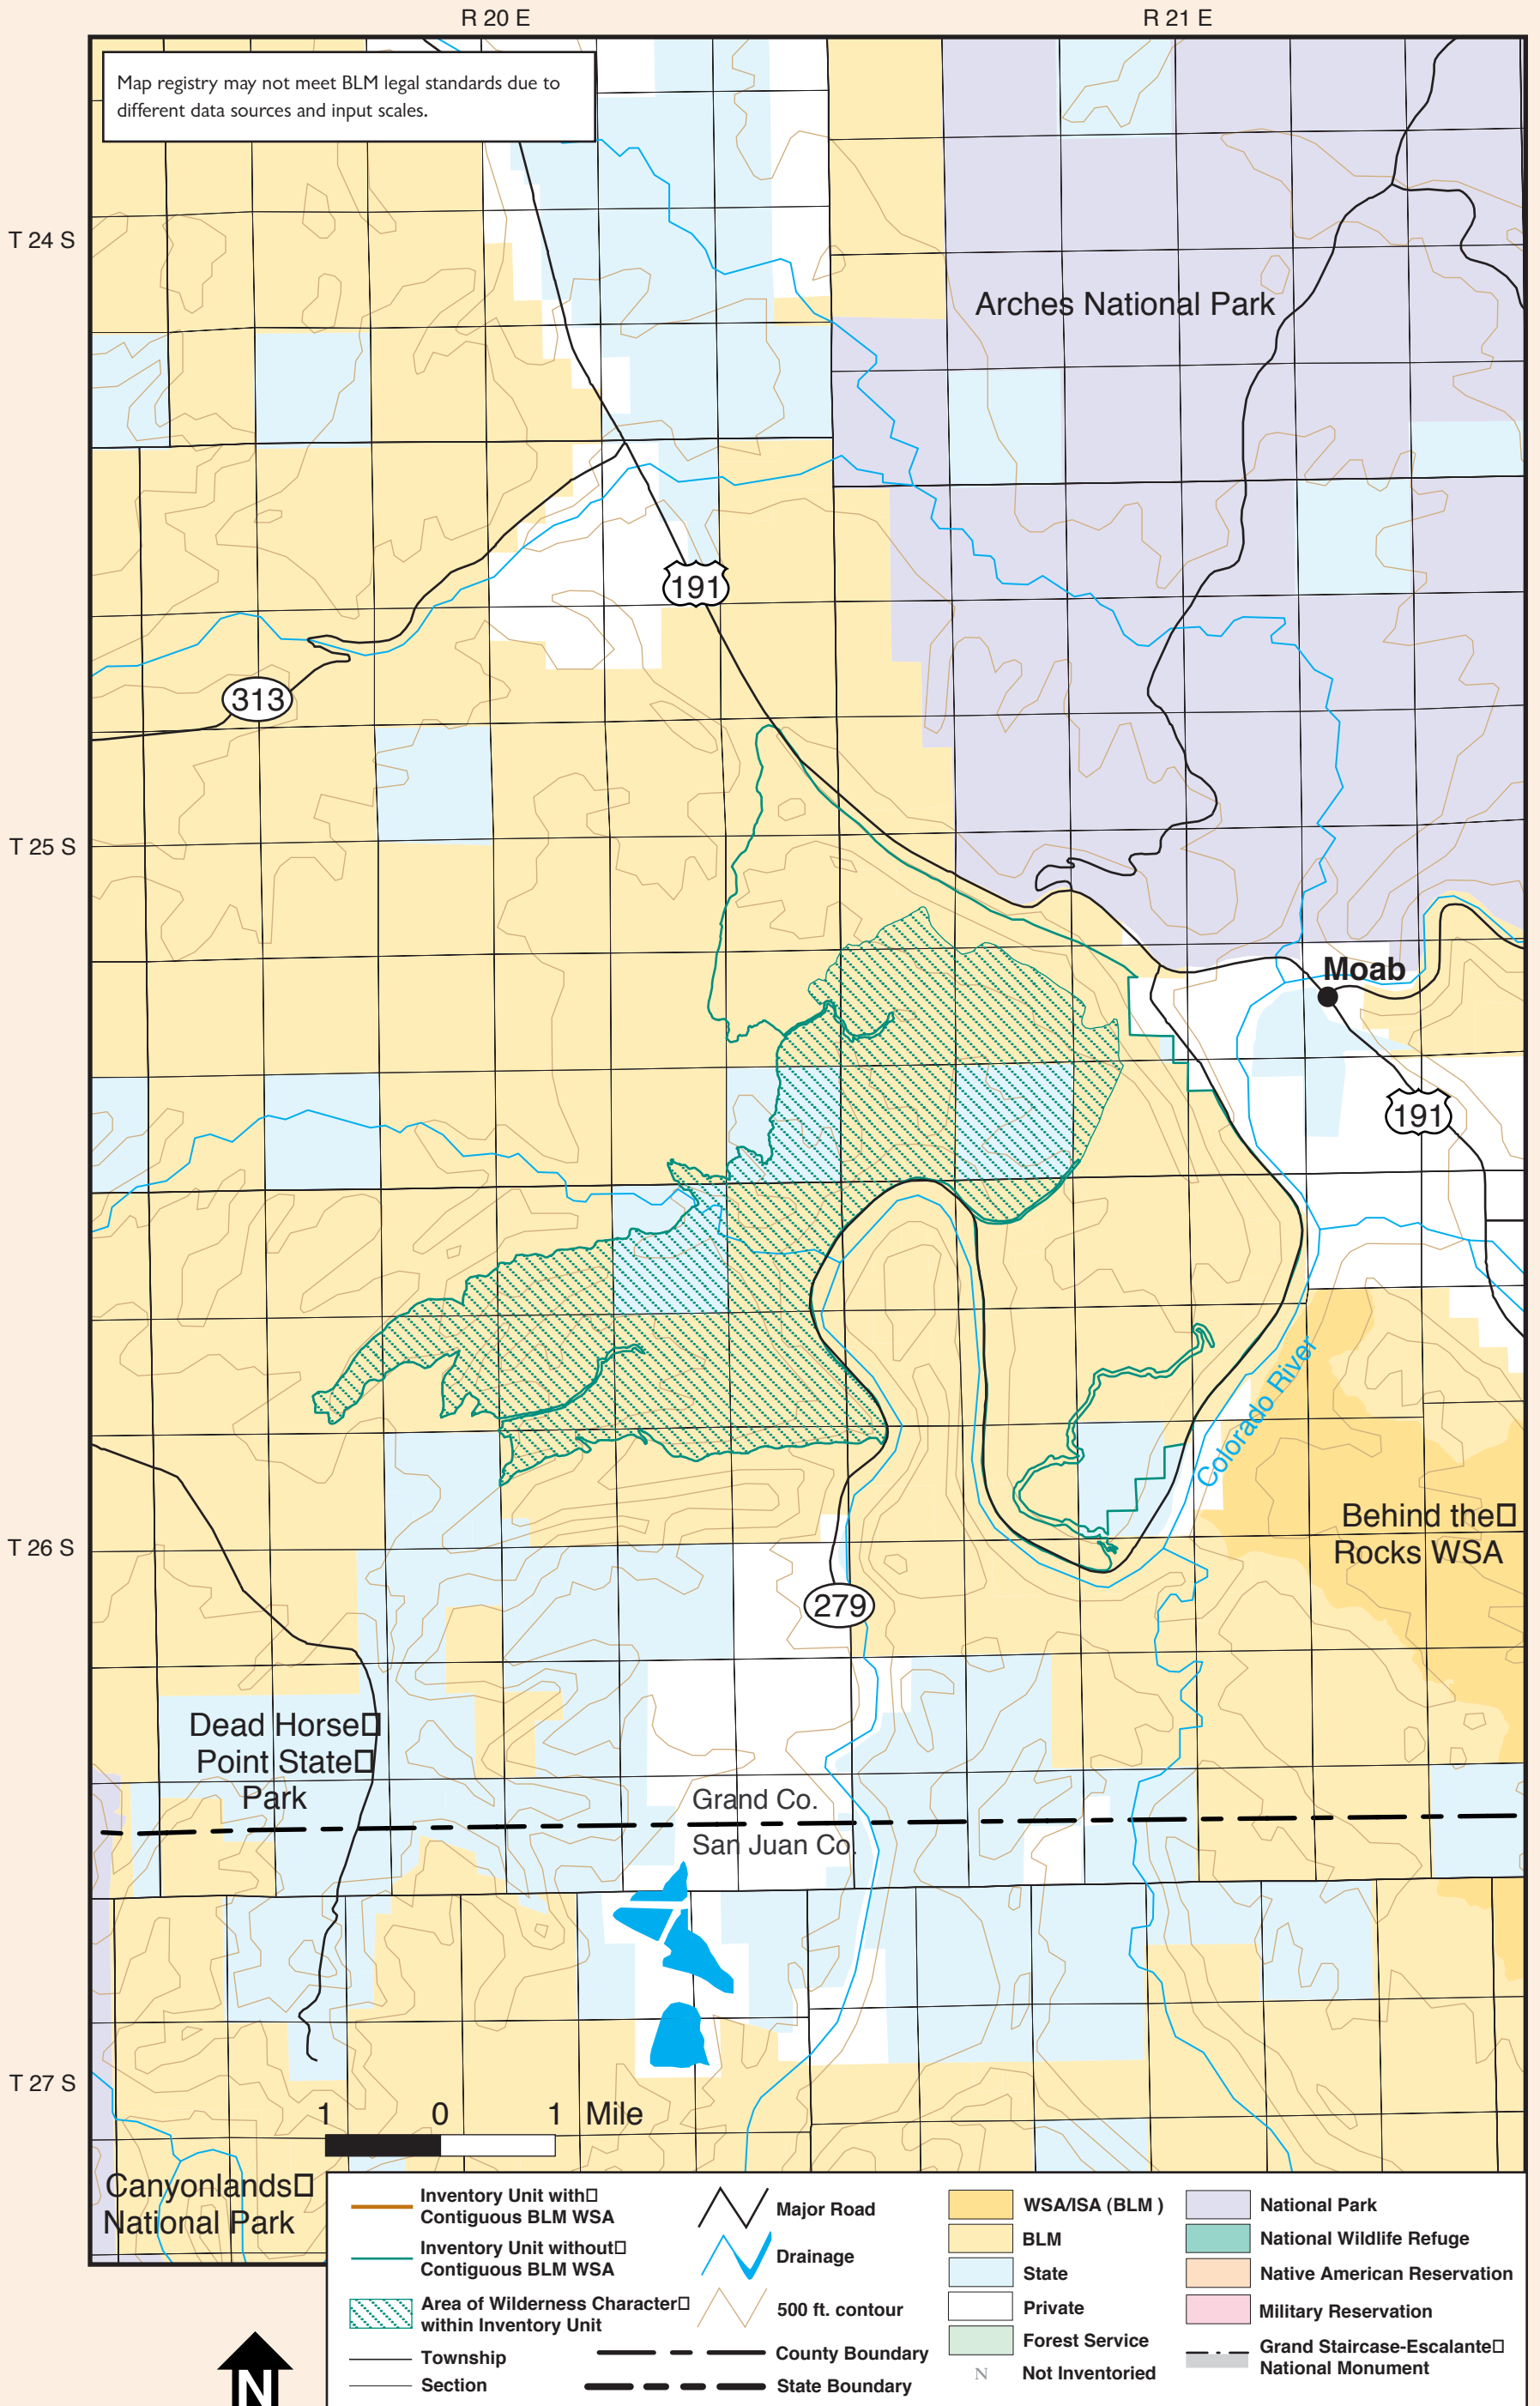 R 20 E
R 21 E
Map registry may not meet BLM legal standards due to
different data sources and input scales.
T 24 S
Arches National Park
191
313
T 25 S
Moab
191
Colorado River
Behind the
Rocks WSA
T 26 S
279
Dead Horse
Point State
Park
Grand Co.
San Juan Co.
T 27 S
1 0 1 Mile
Canyonlands
National Park
Inventory Unit with
Contiguous BLM WSA
Inventory Unit without
Contiguous BLM WSA
Area of Wilderness Character
within Inventory Unit
Township
Section
Major Road
Drainage
500 ft. contour
County Boundary
State Boundary
WSA/ISA (BLM )
BLM
State
Private
Forest Service
N Not Inventoried
National Park
National Wildlife Refuge
Native American Reservation
Military Reservation
Grand Staircase-Escalante
National Monument
N